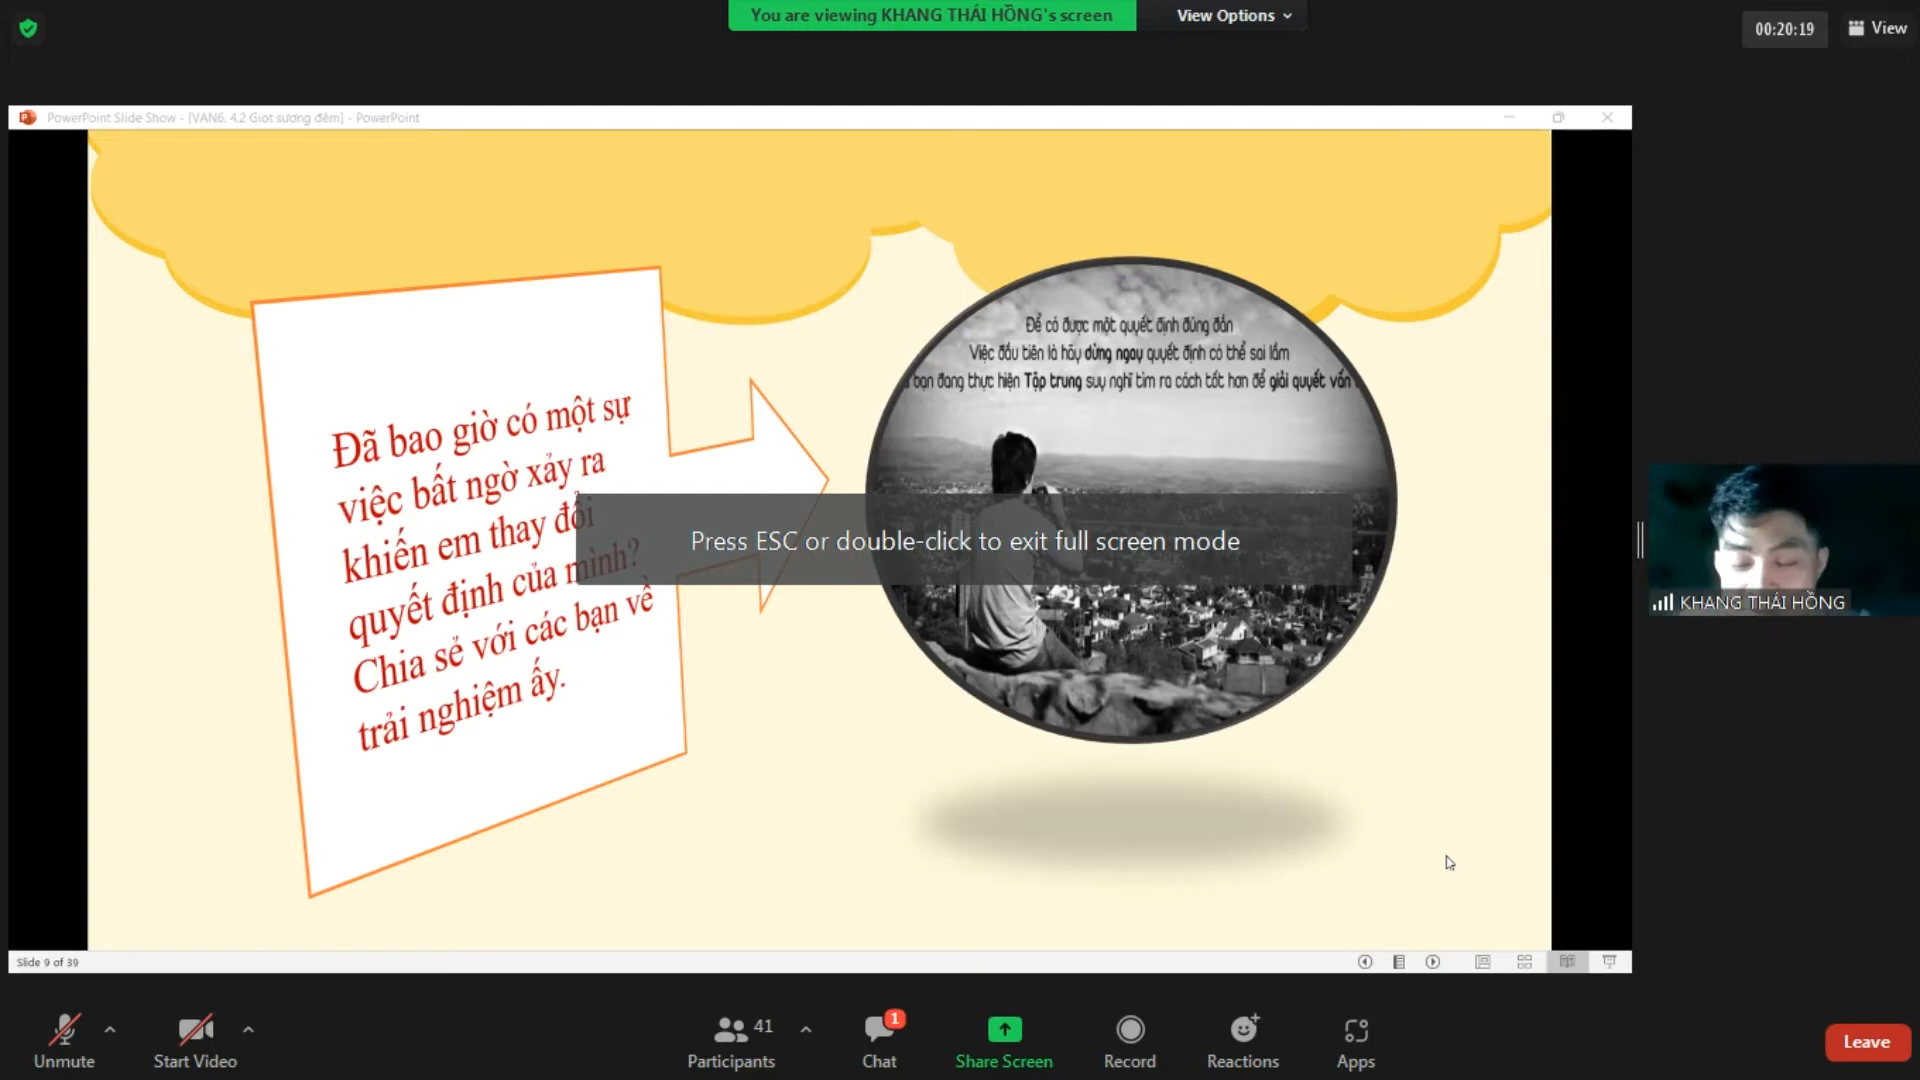 You are viewing KHANG THÁI HỒNG's screen
View Options
00:20:19
View
PowerPoint Slide Show - [VAN6. 4.2 Giọt sương đêm] - PowerPoint
Để có được một quyết định đúng đắn
Việc đầu tiên là hãy dừng ngay quyết định có thể sai lầm
bạn đang thực hiện Tập trung suy nghĩ tìm ra cách tốt hơn để giải quyết vấn
Đã bao giờ có một sự
việc bất ngờ xảy ra
khiến em thay đổi
quyết định của mình?
Chia sẻ với các bạn về
trải nghiệm ấy.
Press ESC or double-click to exit full screen mode
KHANG THÁI HỒNG
Slide 9 of 39
Unmute
Start Video
41
Participants
1
Chat
Share Screen
Record
Reactions
Apps
Leave